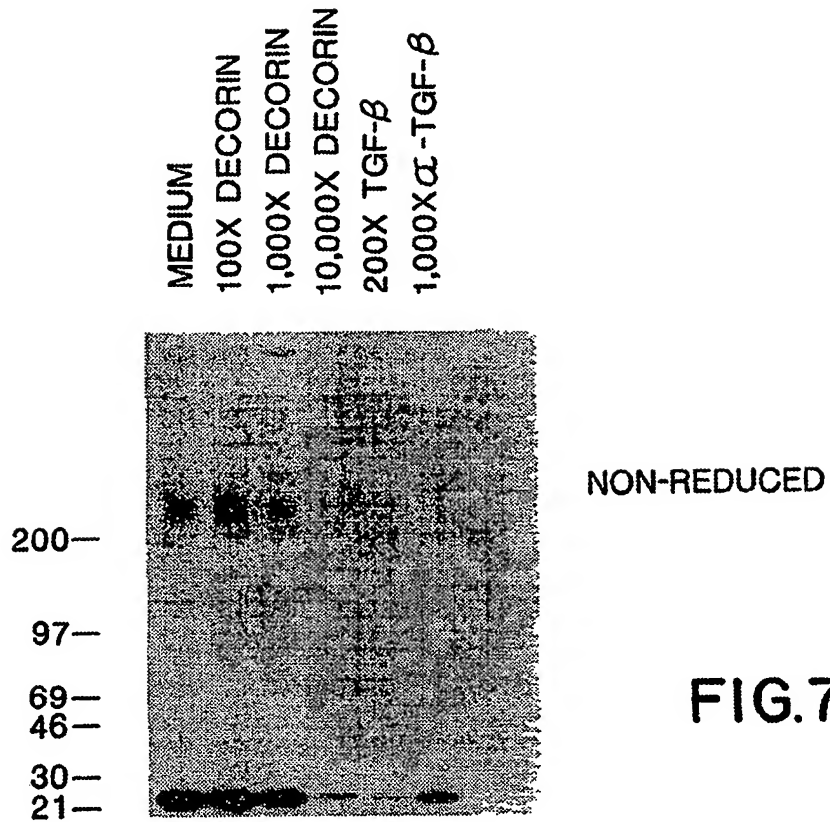 MEDIUM
100X DECORIN
1,000X DECORIN
10,000X DECORIN
200X TGF-β
1,000X α-TGF-β
NON-REDUCED
200—
97—
69—
46—
30—
21—
FIG.7